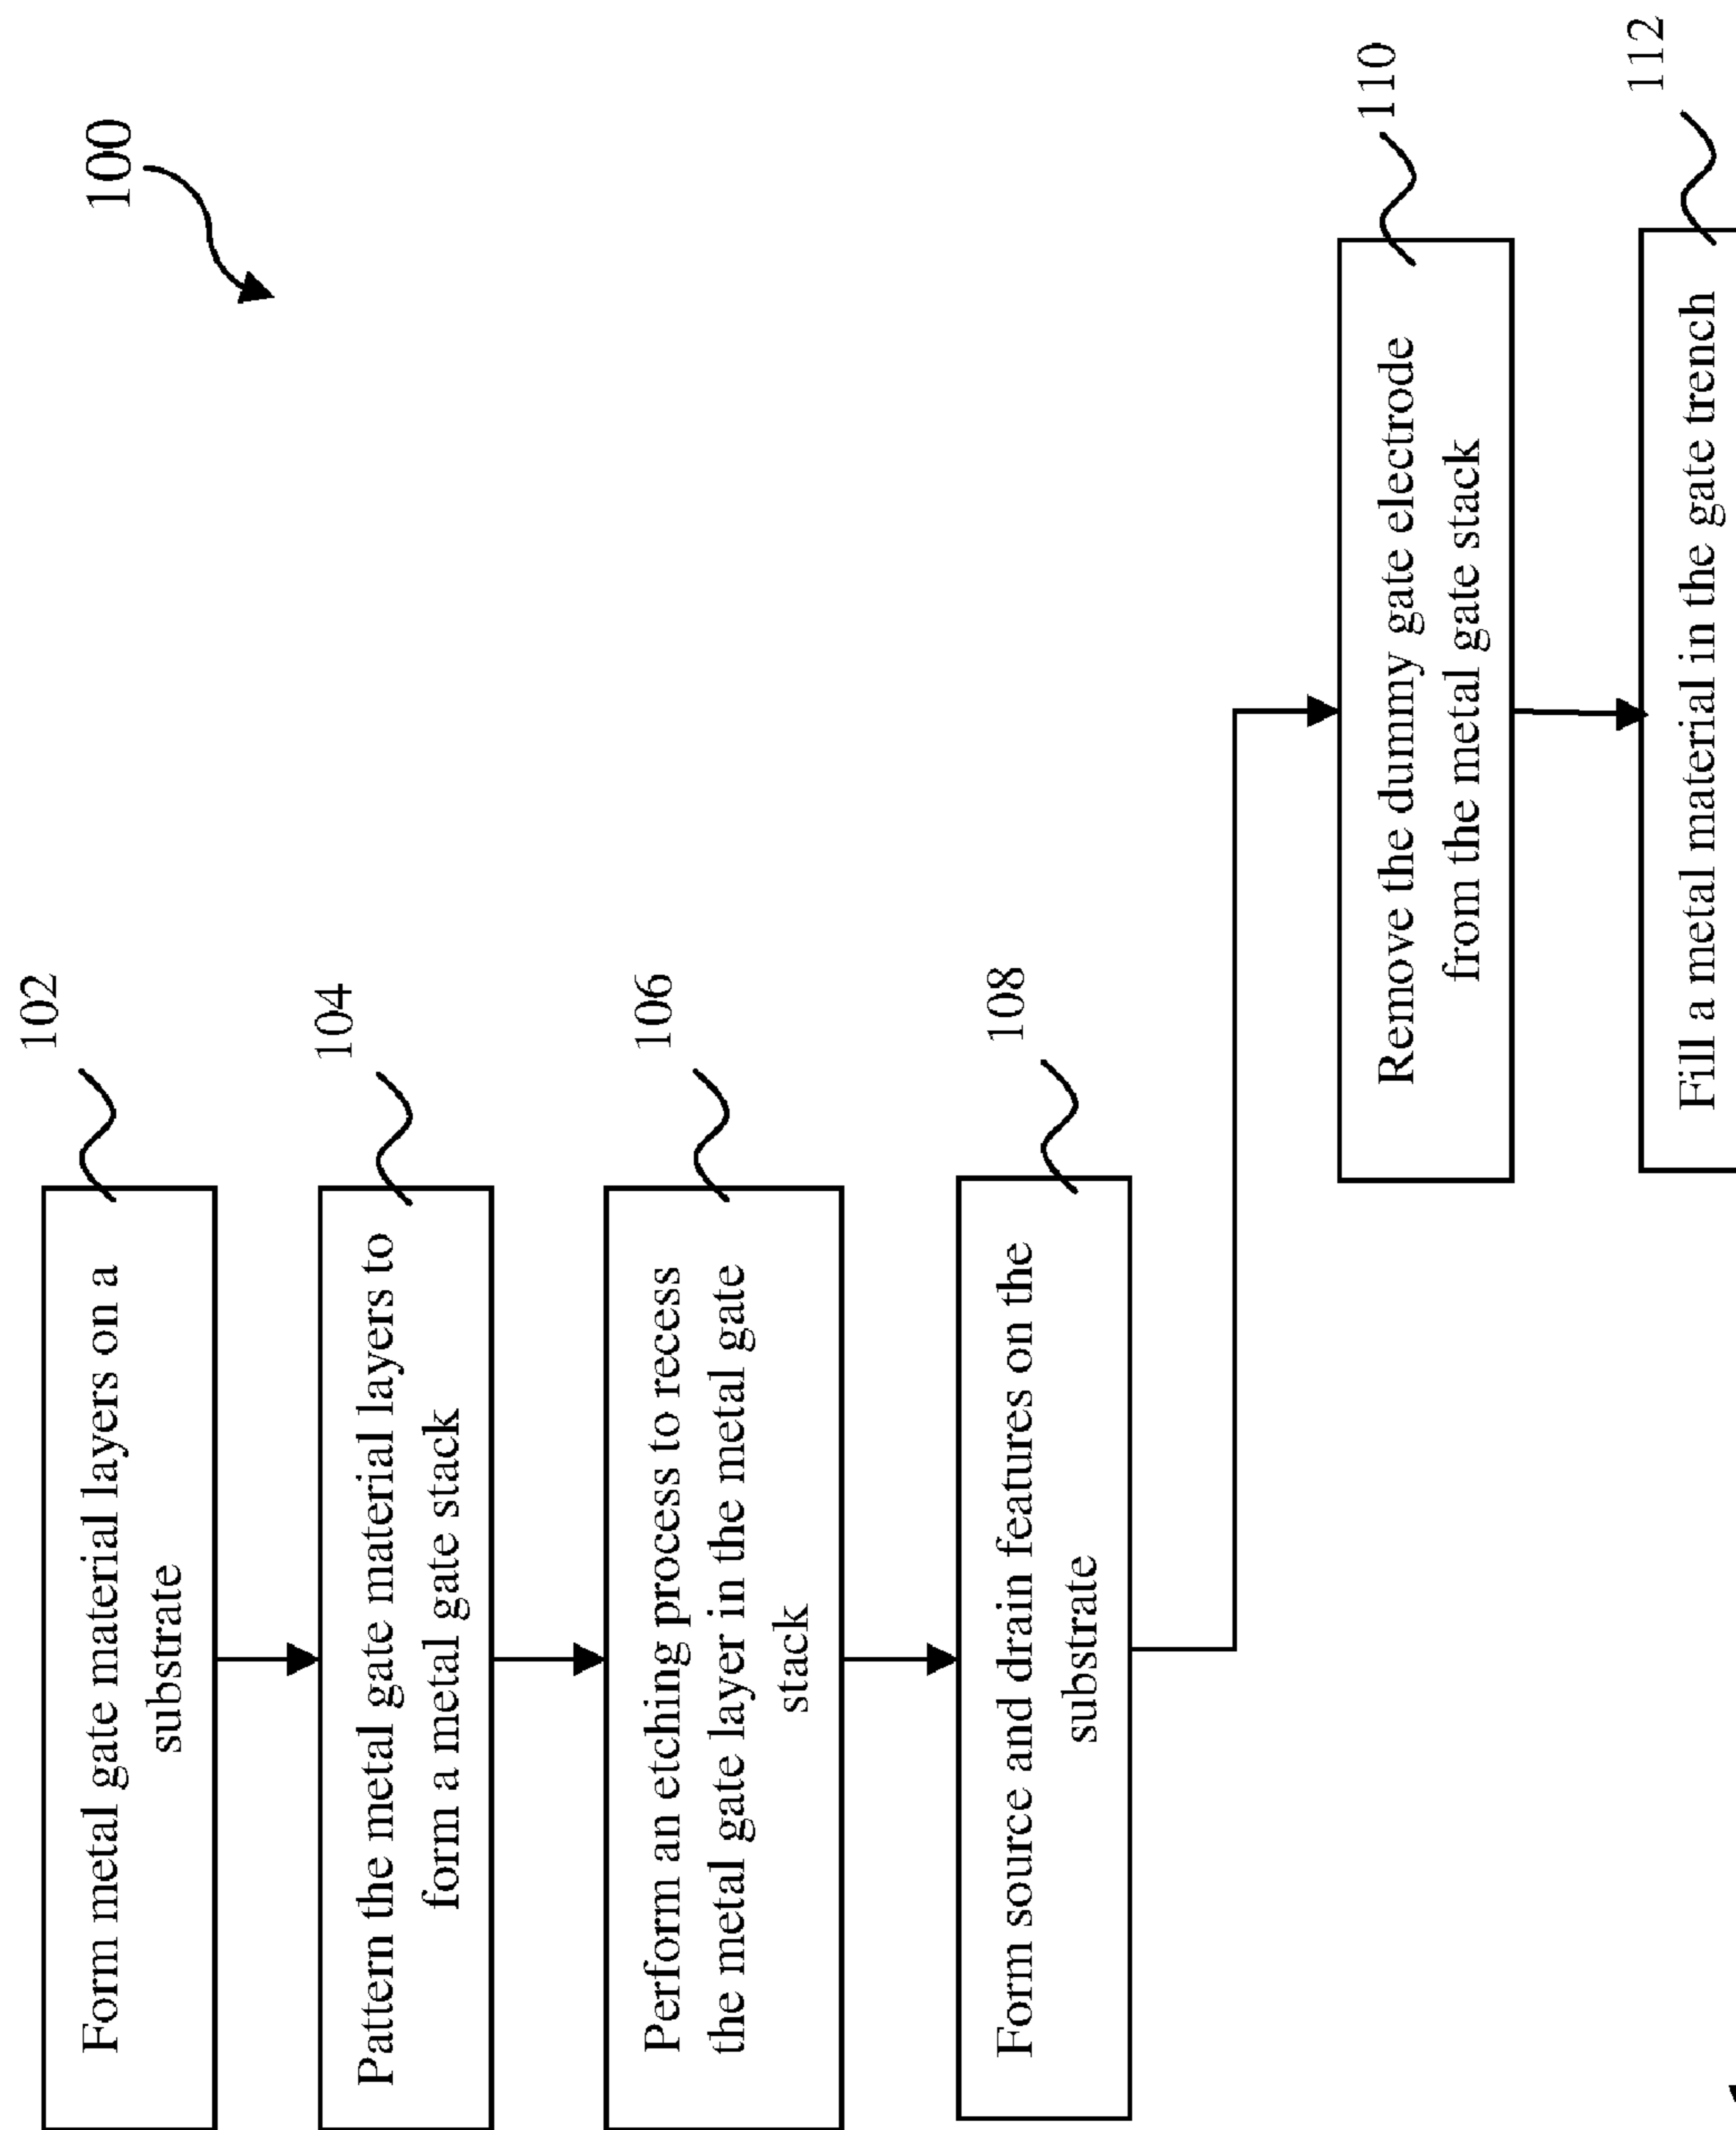 100
102
Form metal gate material layers on a
substrate
104
Pattern the metal gate material layers to
form a metal gate stack
106
Perform an etching process to recess
the metal gate layer in the metal gate
stack
108
Form source and drain features on the
substrate
110
Remove the dummy gate electrode
from the metal gate stack
112
Fill a metal material in the gate trench